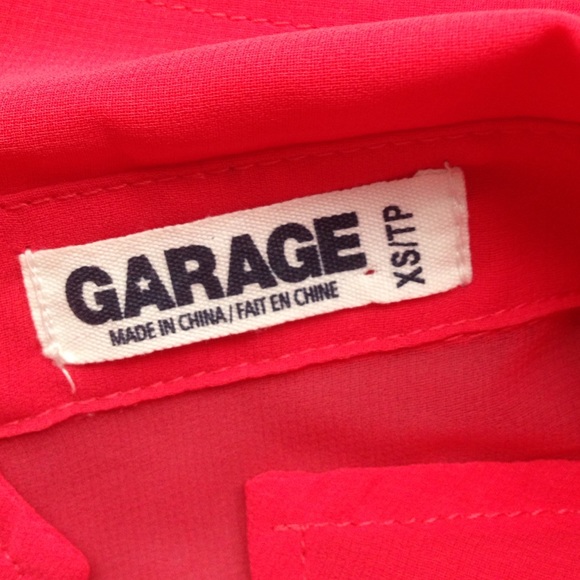 GARAGE
MADE IN CHINA / FAIT EN CHINE
XS/TP